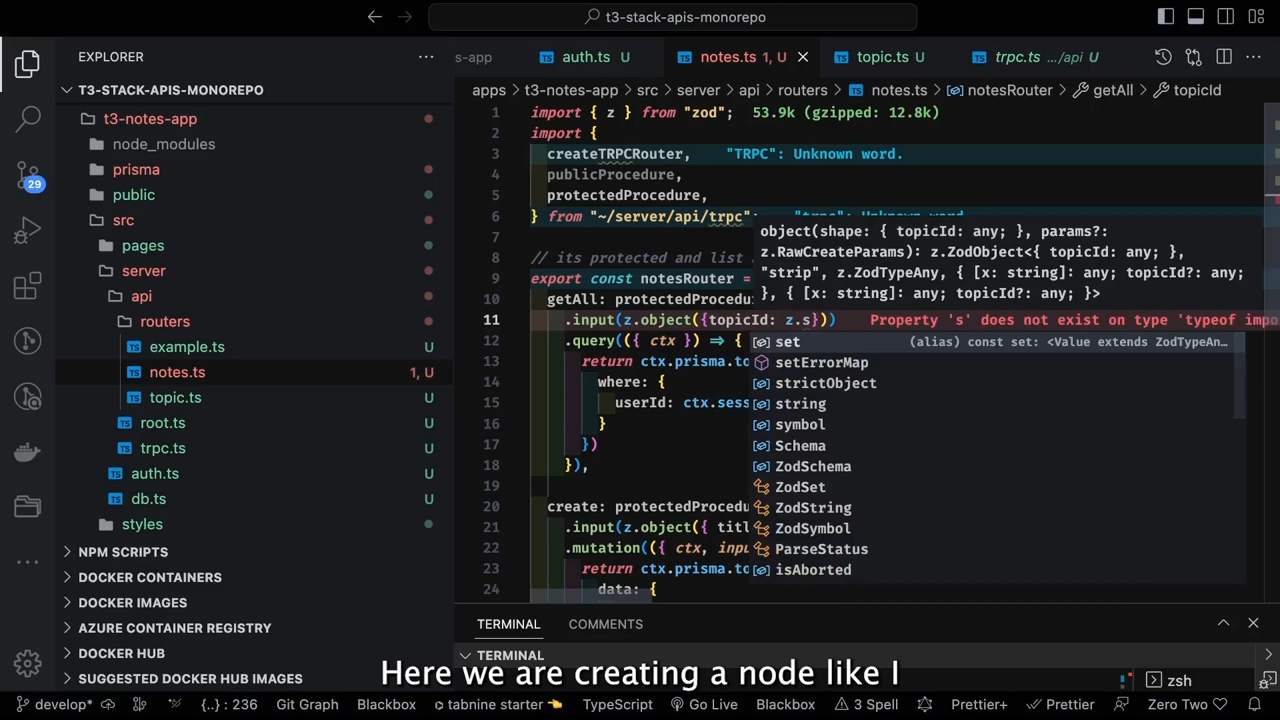 t3-stack-apis-monorepo
EXPLORER
s-app
auth.ts U
notes.ts 1, U
topic.ts U
trpc.ts .../api U
T3-STACK-APIS-MONOREPO
apps > t3-notes-app > src > server > api > routers > notes.ts > notesRouter > getAll > topicId
t3-notes-app
node_modules
prisma
public
src
pages
server
api
routers
example.ts U
notes.ts 1, U
topic.ts U
root.ts U
trpc.ts U
auth.ts U
db.ts U
styles
NPM SCRIPTS
DOCKER CONTAINERS
DOCKER IMAGES
AZURE CONTAINER REGISTRY
DOCKER HUB
SUGGESTED DOCKER HUB IMAGES
29
1 import { z } from "zod"; 53.9k (gzipped: 12.8k)
2 import {
3 createTRPCRouter, "TRPC": Unknown word.
4 publicProcedure,
5 protectedProcedure,
6 } from "~/server/api/trpc"; "trpc": Unknown word
7
8 // its protected and list
9 export const notesRouter =
10 getAll: protectedProcedu
11 .input(z.object({topicId: z.s})) Property 's' does not exist on type 'typeof impo
12 .query(({ ctx }) => {
13 return ctx.prisma.to
14 where: {
15 userId: ctx.sess
16 }
17 })
18 }),
19
20 create: protectedProcedu
21 .input(z.object({ titl
22 .mutation(({ ctx, inpu
23 return ctx.prisma.to
24 data: {
object(shape: { topicId: any; }, params?:
z.RawCreateParams): z.ZodObject<{ topicId: any; },
"strip", z.ZodTypeAny, { [x: string]: any; topicId?: any;
}, { [x: string]: any; topicId?: any; }>
set (alias) const set: <Value extends ZodTypeAn...
setErrorMap
strictObject
string
symbol
Schema
ZodSchema
ZodSet
ZodString
ZodSymbol
ParseStatus
isAborted
TERMINAL COMMENTS
TERMINAL
zsh
Here we are creating a node like I
develop* {..} : 236 Git Graph Blackbox tabnine starter TypeScript Go Live Blackbox 3 Spell Prettier+ Prettier Zero Two